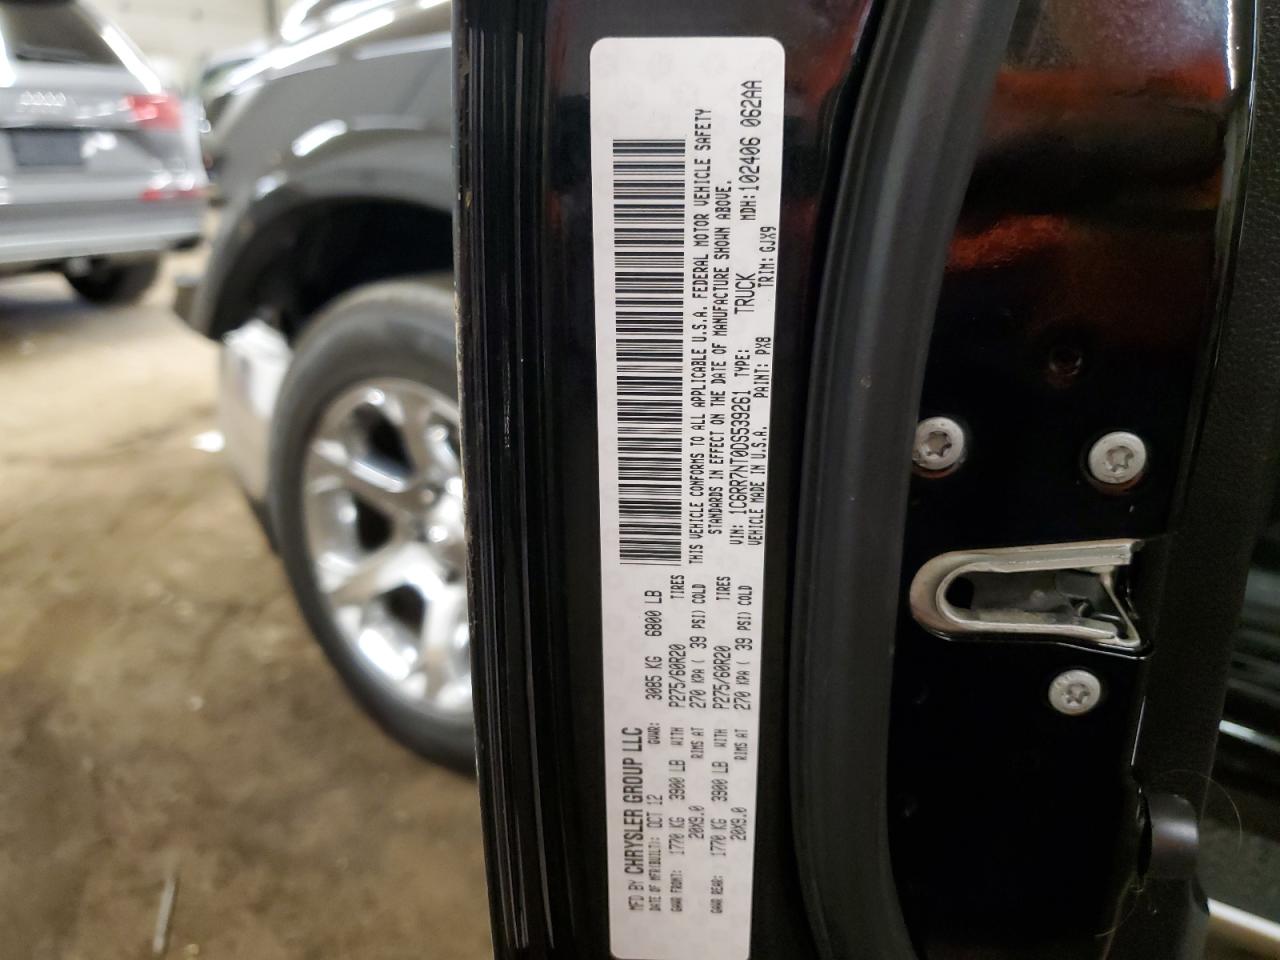 MFD BY CHRYSLER GROUP LLC
DATE OF MFR(BUILT): OCT 12 GVWR: 3085 KG 6800 LB
GAWR FRONT: 1770 KG 3900 LB WITH P275/60R20 TIRES
20X9.0 RIMS AT 270 KPA ( 39 PSI) COLD
GAWR REAR: 1770 KG 3900 LB WITH P275/60R20 TIRES
20X9.0 RIMS AT 270 KPA ( 39 PSI) COLD
THIS VEHICLE CONFORMS TO ALL APPLICABLE U.S.A. FEDERAL MOTOR VEHICLE SAFETY
STANDARDS IN EFFECT ON THE DATE OF MANUFACTURE SHOWN ABOVE.
VIN: 1C6RR7NT0DS539261 TYPE: TRUCK MDH:102406 062AA
VEHICLE MADE IN U.S.A. PAINT: PX8 TRIM: GJX9